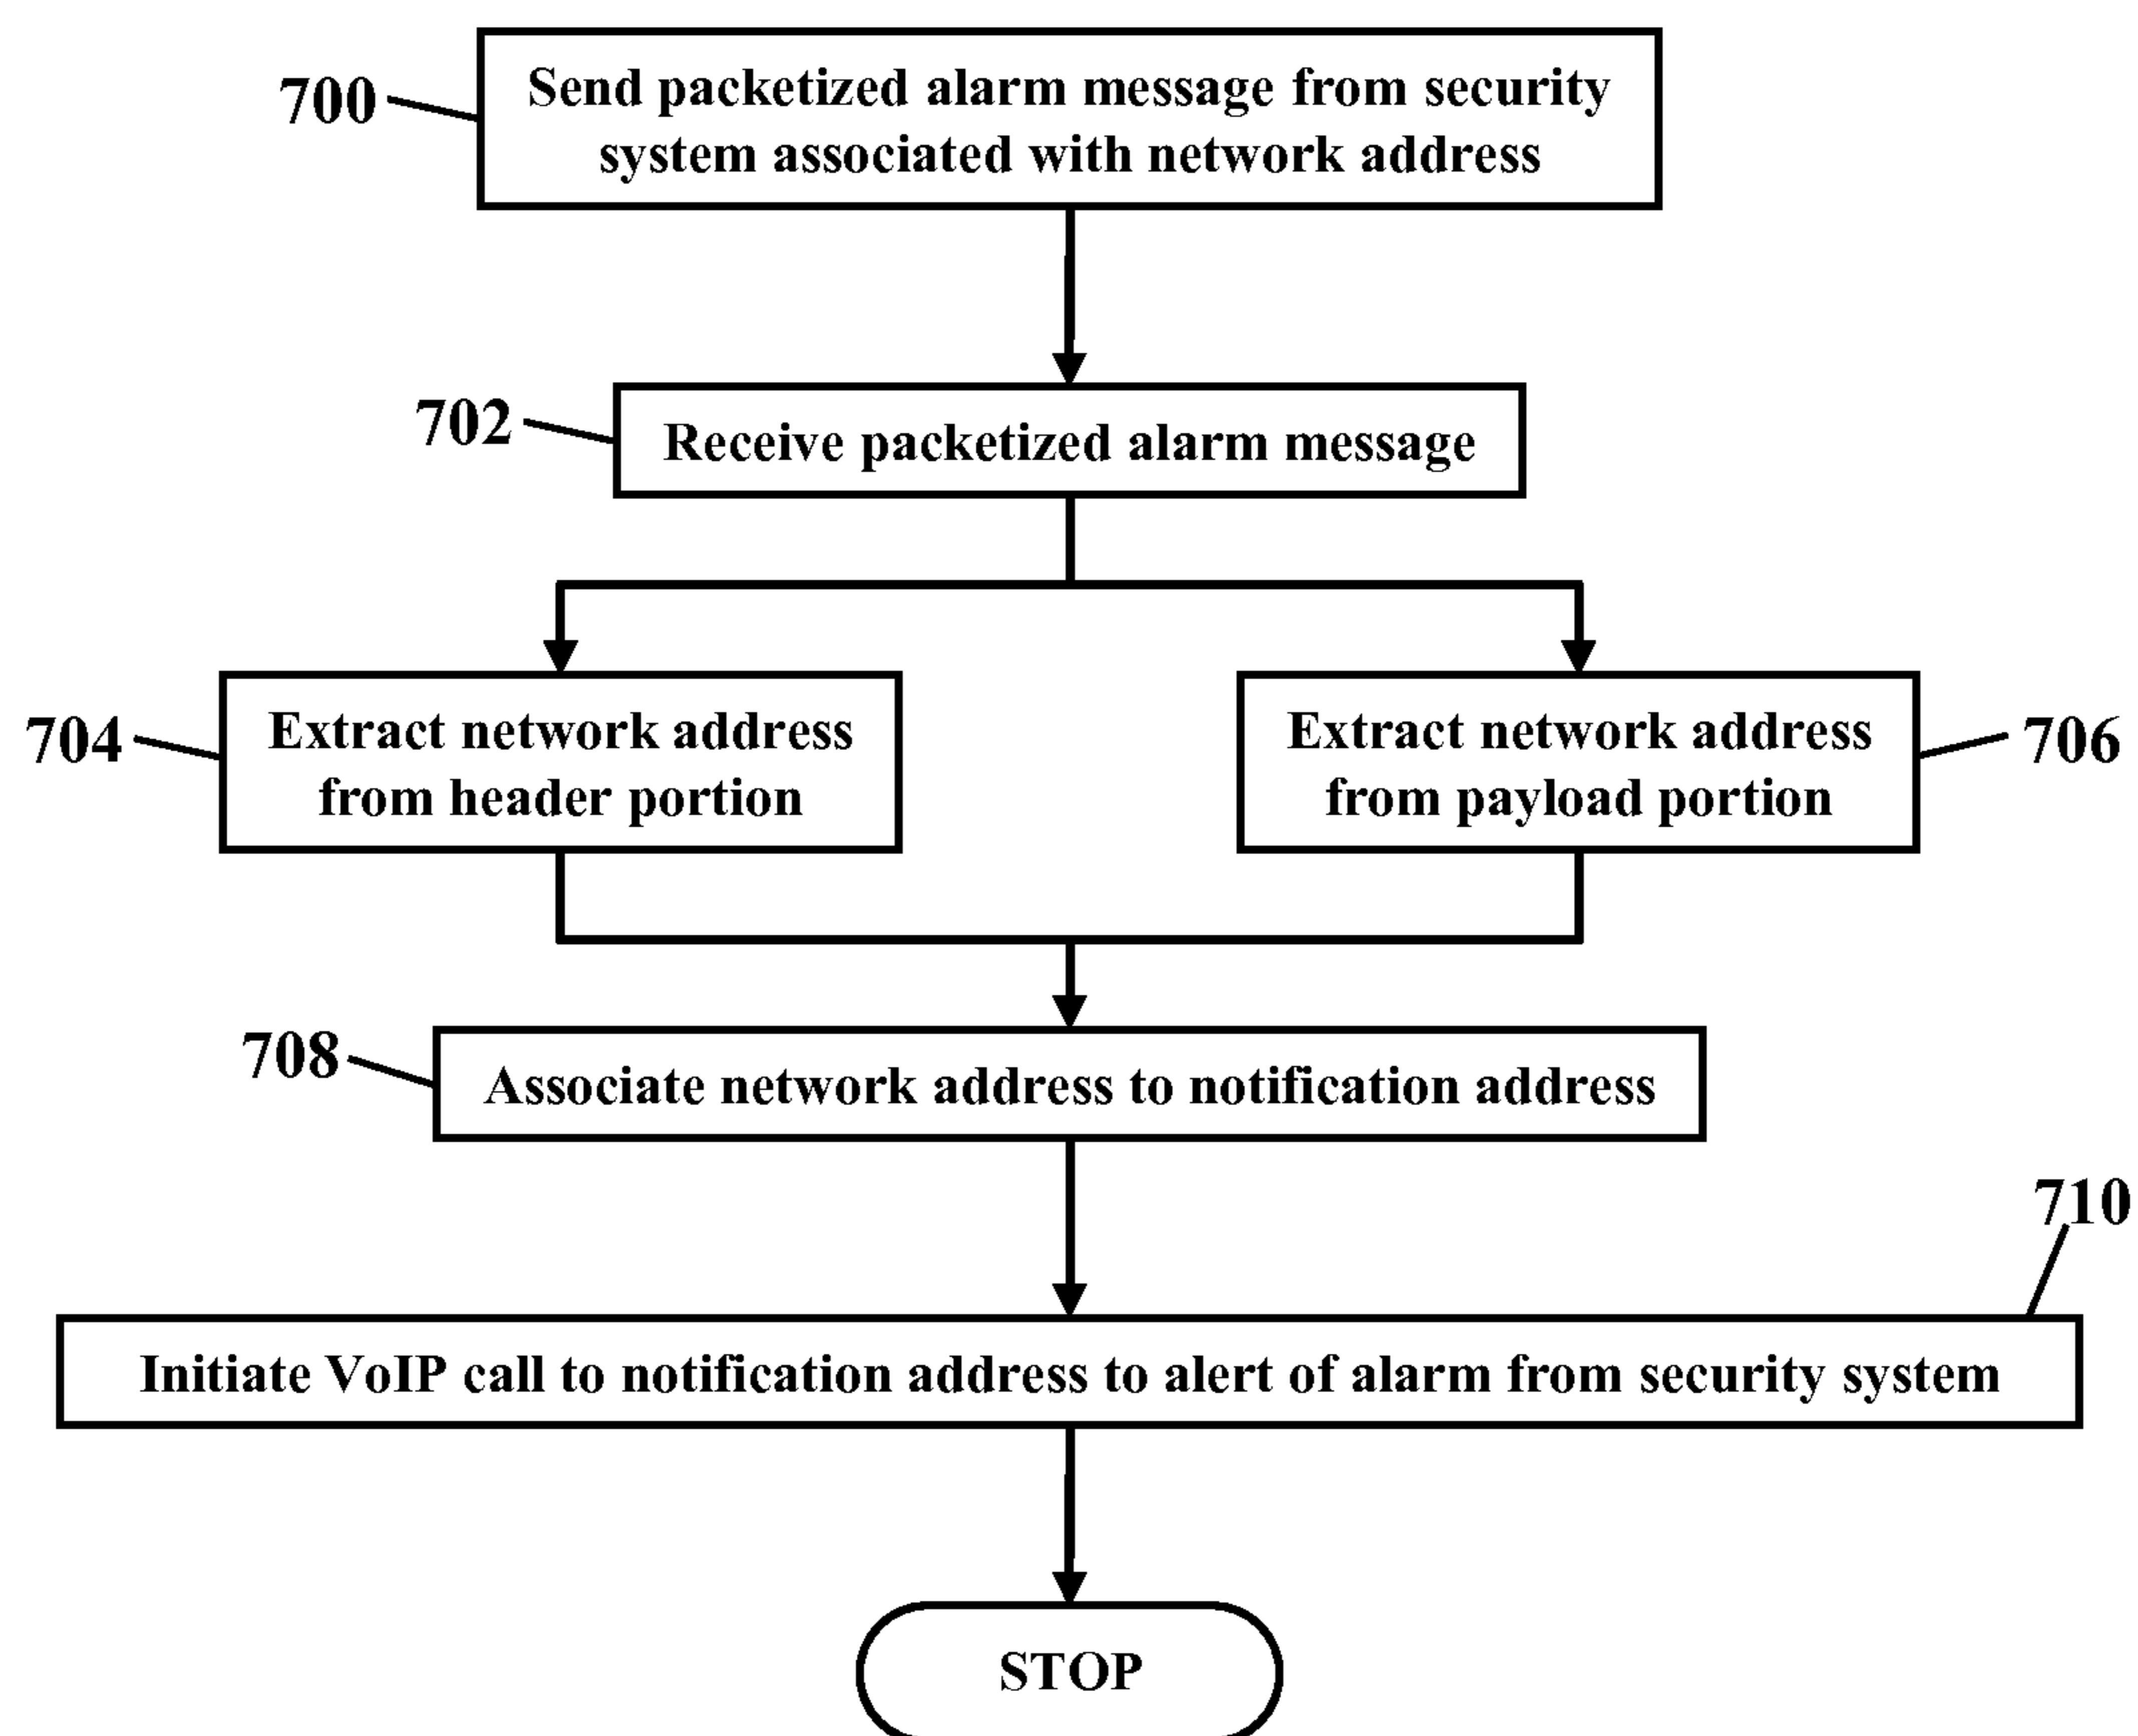 700
Send packetized alarm message from security
system associated with network address
702
Receive packetized alarm message
704
Extract network address
from header portion
Extract network address
from payload portion
706
708
Associate network address to notification address
710
Initiate VoIP call to notification address to alert of alarm from security system
STOP